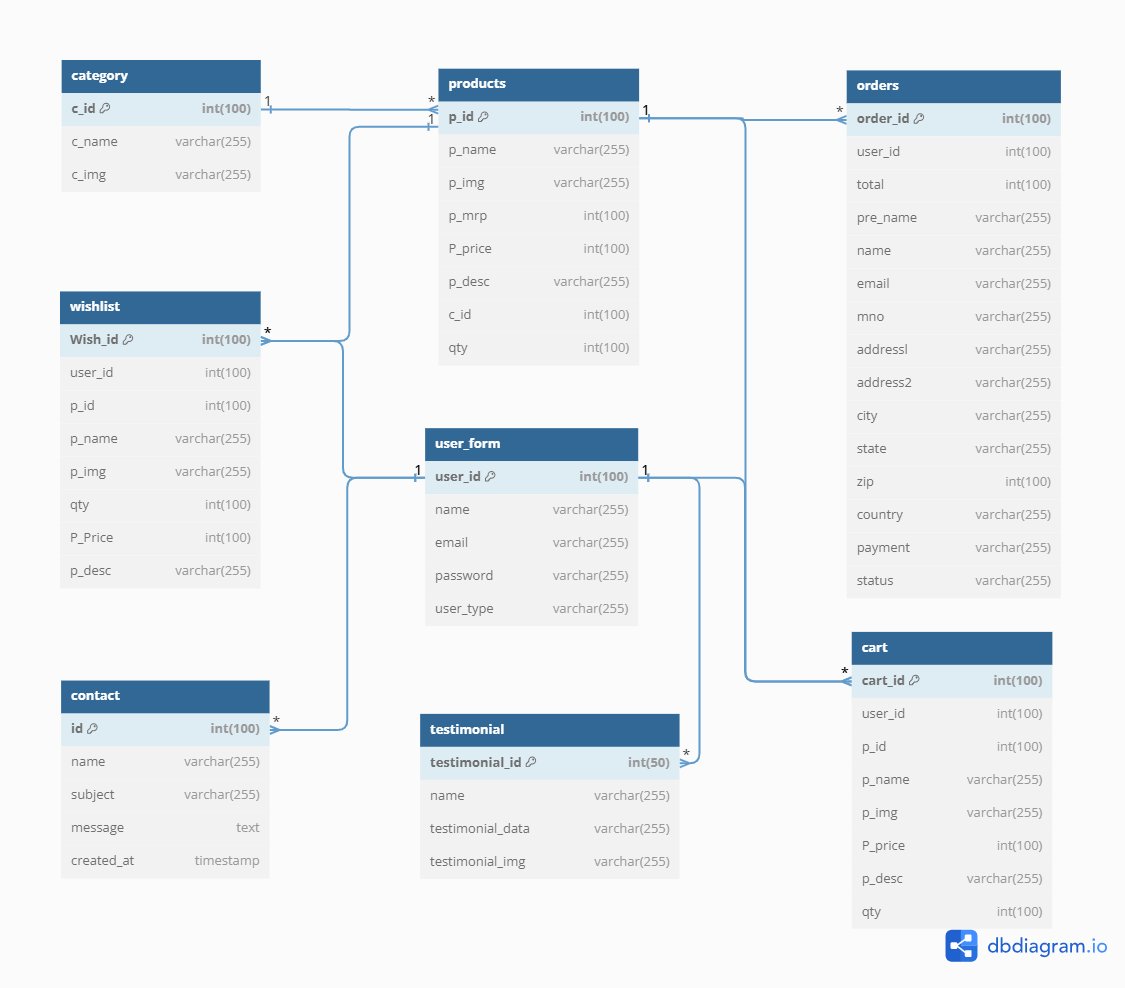 category
c_id int(100)
c_name varchar(255)
c_img varchar(255)
1
*
1
products
p_id int(100)
p_name varchar(255)
p_img varchar(255)
p_mrp int(100)
P_price int(100)
p_desc varchar(255)
c_id int(100)
qty int(100)
1
*
orders
order_id int(100)
user_id int(100)
total int(100)
pre_name varchar(255)
name varchar(255)
email varchar(255)
mno varchar(255)
addressl varchar(255)
address2 varchar(255)
city varchar(255)
state varchar(255)
zip int(100)
country varchar(255)
payment varchar(255)
status varchar(255)
wishlist
Wish_id int(100)
user_id int(100)
p_id int(100)
p_name varchar(255)
p_img varchar(255)
qty int(100)
P_Price int(100)
p_desc varchar(255)
*
1
user_form
user_id int(100)
name varchar(255)
email varchar(255)
password varchar(255)
user_type varchar(255)
1
contact
id int(100)
name varchar(255)
subject varchar(255)
message text
created_at timestamp
*
testimonial
testimonial_id int(50)
name varchar(255)
testimonial_data varchar(255)
testimonial_img varchar(255)
*
*
cart
cart_id int(100)
user_id int(100)
p_id int(100)
p_name varchar(255)
p_img varchar(255)
P_price int(100)
p_desc varchar(255)
qty int(100)
dbdiagram.io